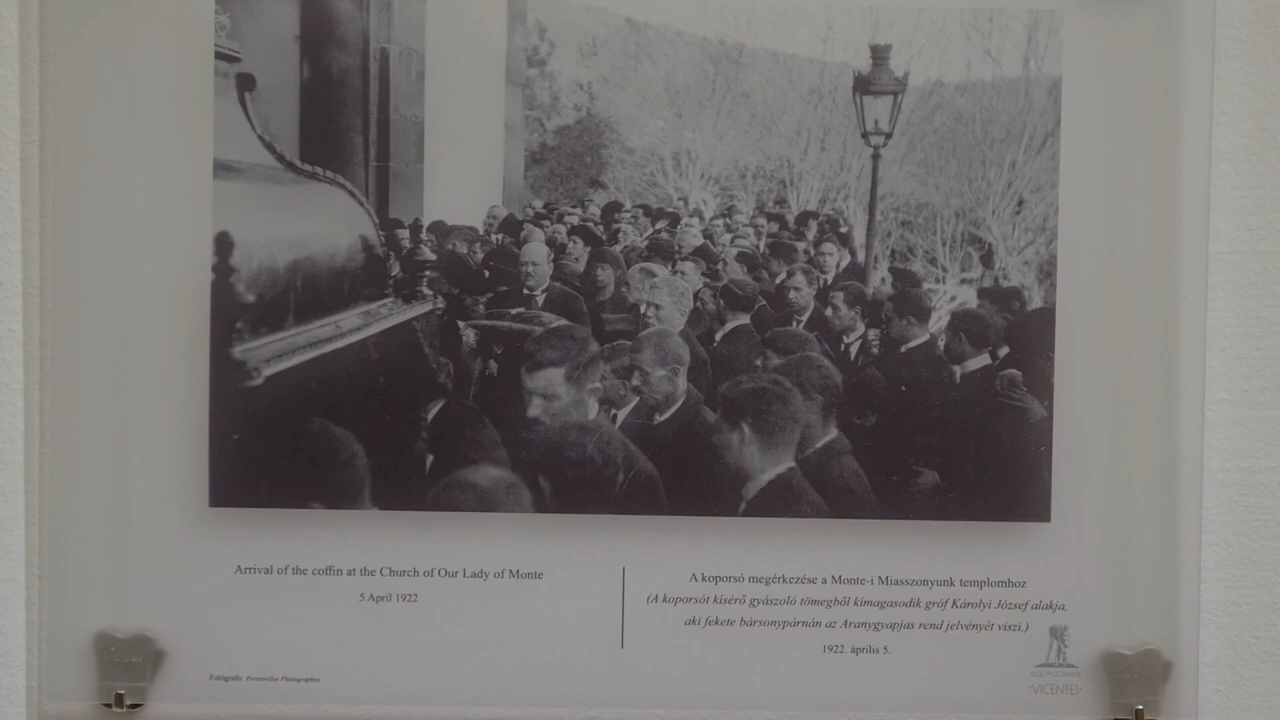 Arrival of the coffin at the Church of Our Lady of Monte
5 April 1922
A koporsó megérkezése a Monte-i Miasszonyunk templomhoz
(A koporsót kísérő gyászoló tömegből kimagasodik gróf Károlyi József alakja,
aki fekete bársonypárnán az Aranygyapjas rend jelvényét viszi.)
1922. április 5.
Fotógrafo: Perestrellos Photographos
·VICENTES·